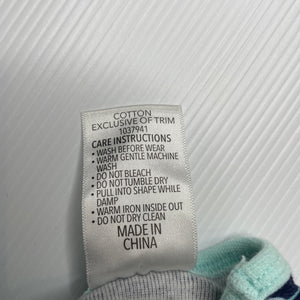 COTTON
EXCLUSIVE OF TRIM
1037941
CARE INSTRUCTIONS
• WASH BEFORE WEAR
• WARM GENTLE MACHINE
WASH
• DO NOT BLEACH
• DO NOT TUMBLE DRY
• PULL INTO SHAPE WHILE
DAMP
• WARM IRON INSIDE OUT
• DO NOT DRY CLEAN
MADE IN
CHINA